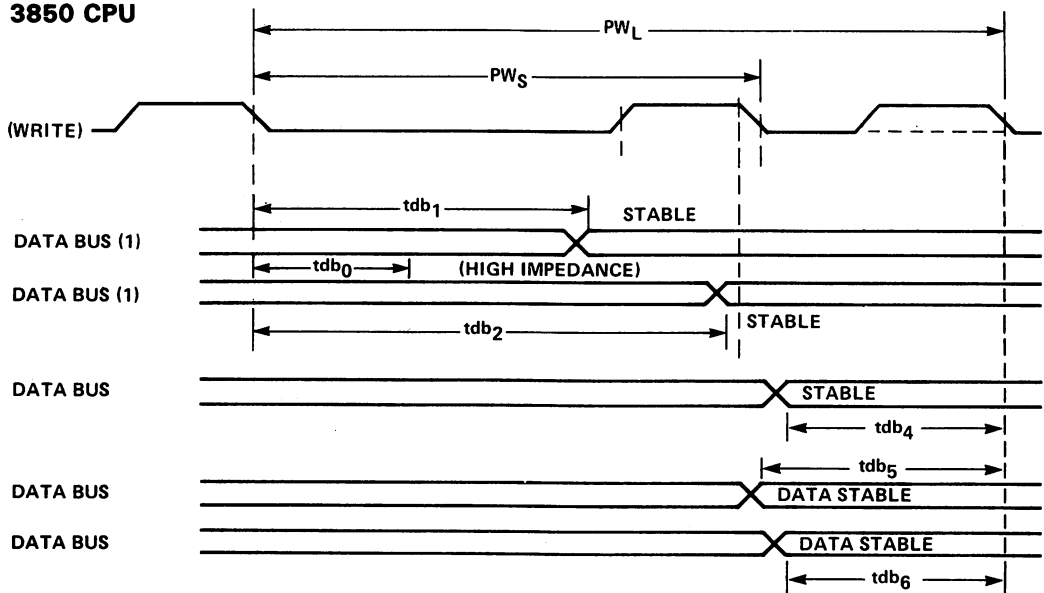 3850 CPU
PWL
PWS
(WRITE)
tdb1
STABLE
DATA BUS (1)
tdb0
(HIGH IMPEDANCE)
DATA BUS (1)
tdb2
STABLE
DATA BUS
STABLE
tdb4
tdb5
DATA BUS
DATA STABLE
DATA BUS
DATA STABLE
tdb6